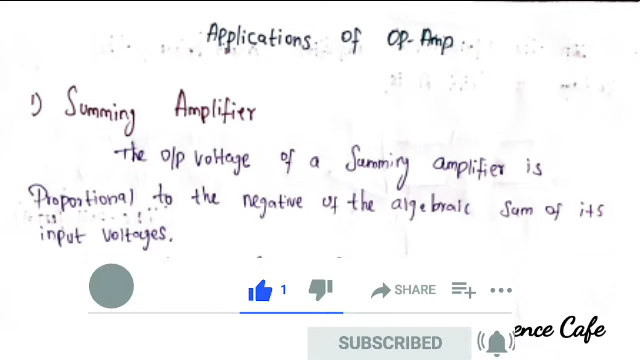 Applications of Op-Amp.
1) Summing Amplifier
The o/p voltage of a summing amplifier is
Proportional to the negative of the algebraic sum of its
input voltages.
1 SHARE
ence Cafe
SUBSCRIBED